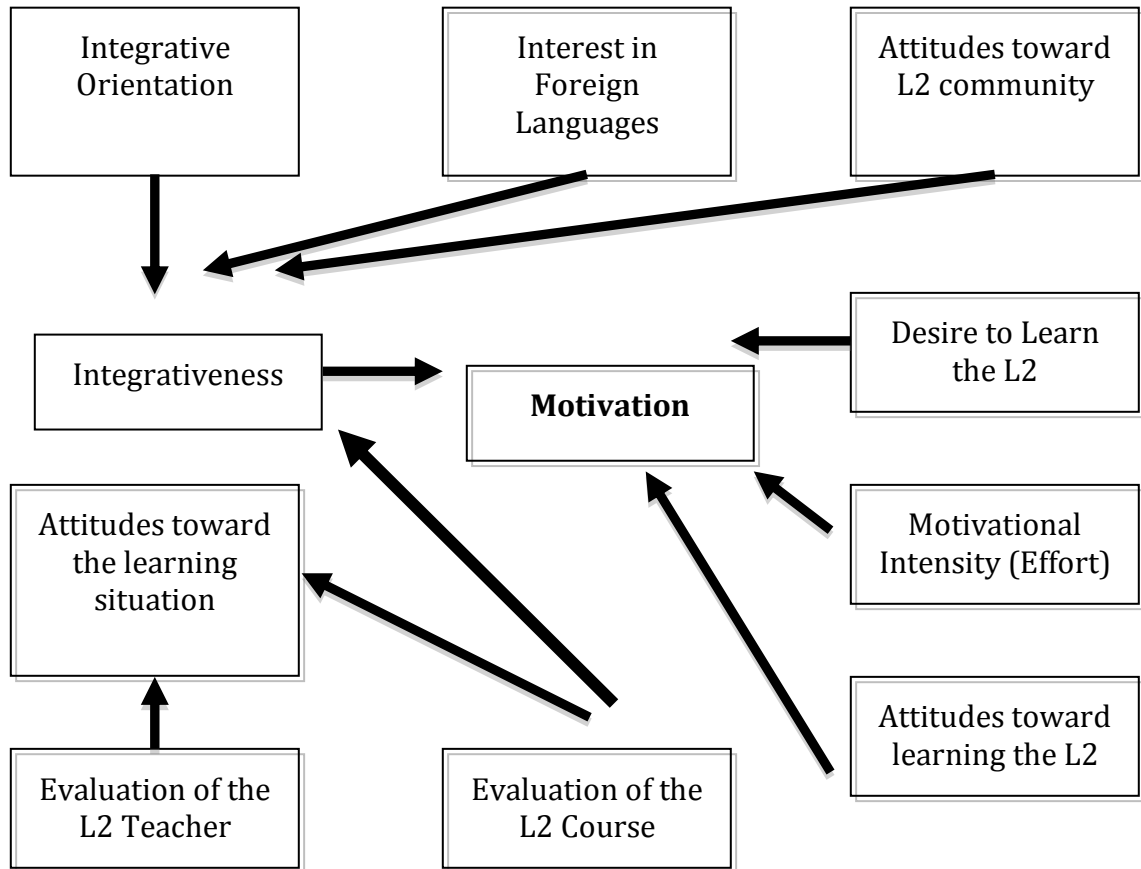 Integrative
Orientation
Interest in
Foreign
Languages
Attitudes toward
L2 community
Integrativeness
Motivation
Desire to Learn
the L2
Attitudes toward
the learning
situation
Motivational
Intensity (Effort)
Attitudes toward
learning the L2
Evaluation of the
L2 Teacher
Evaluation of the
L2 Course